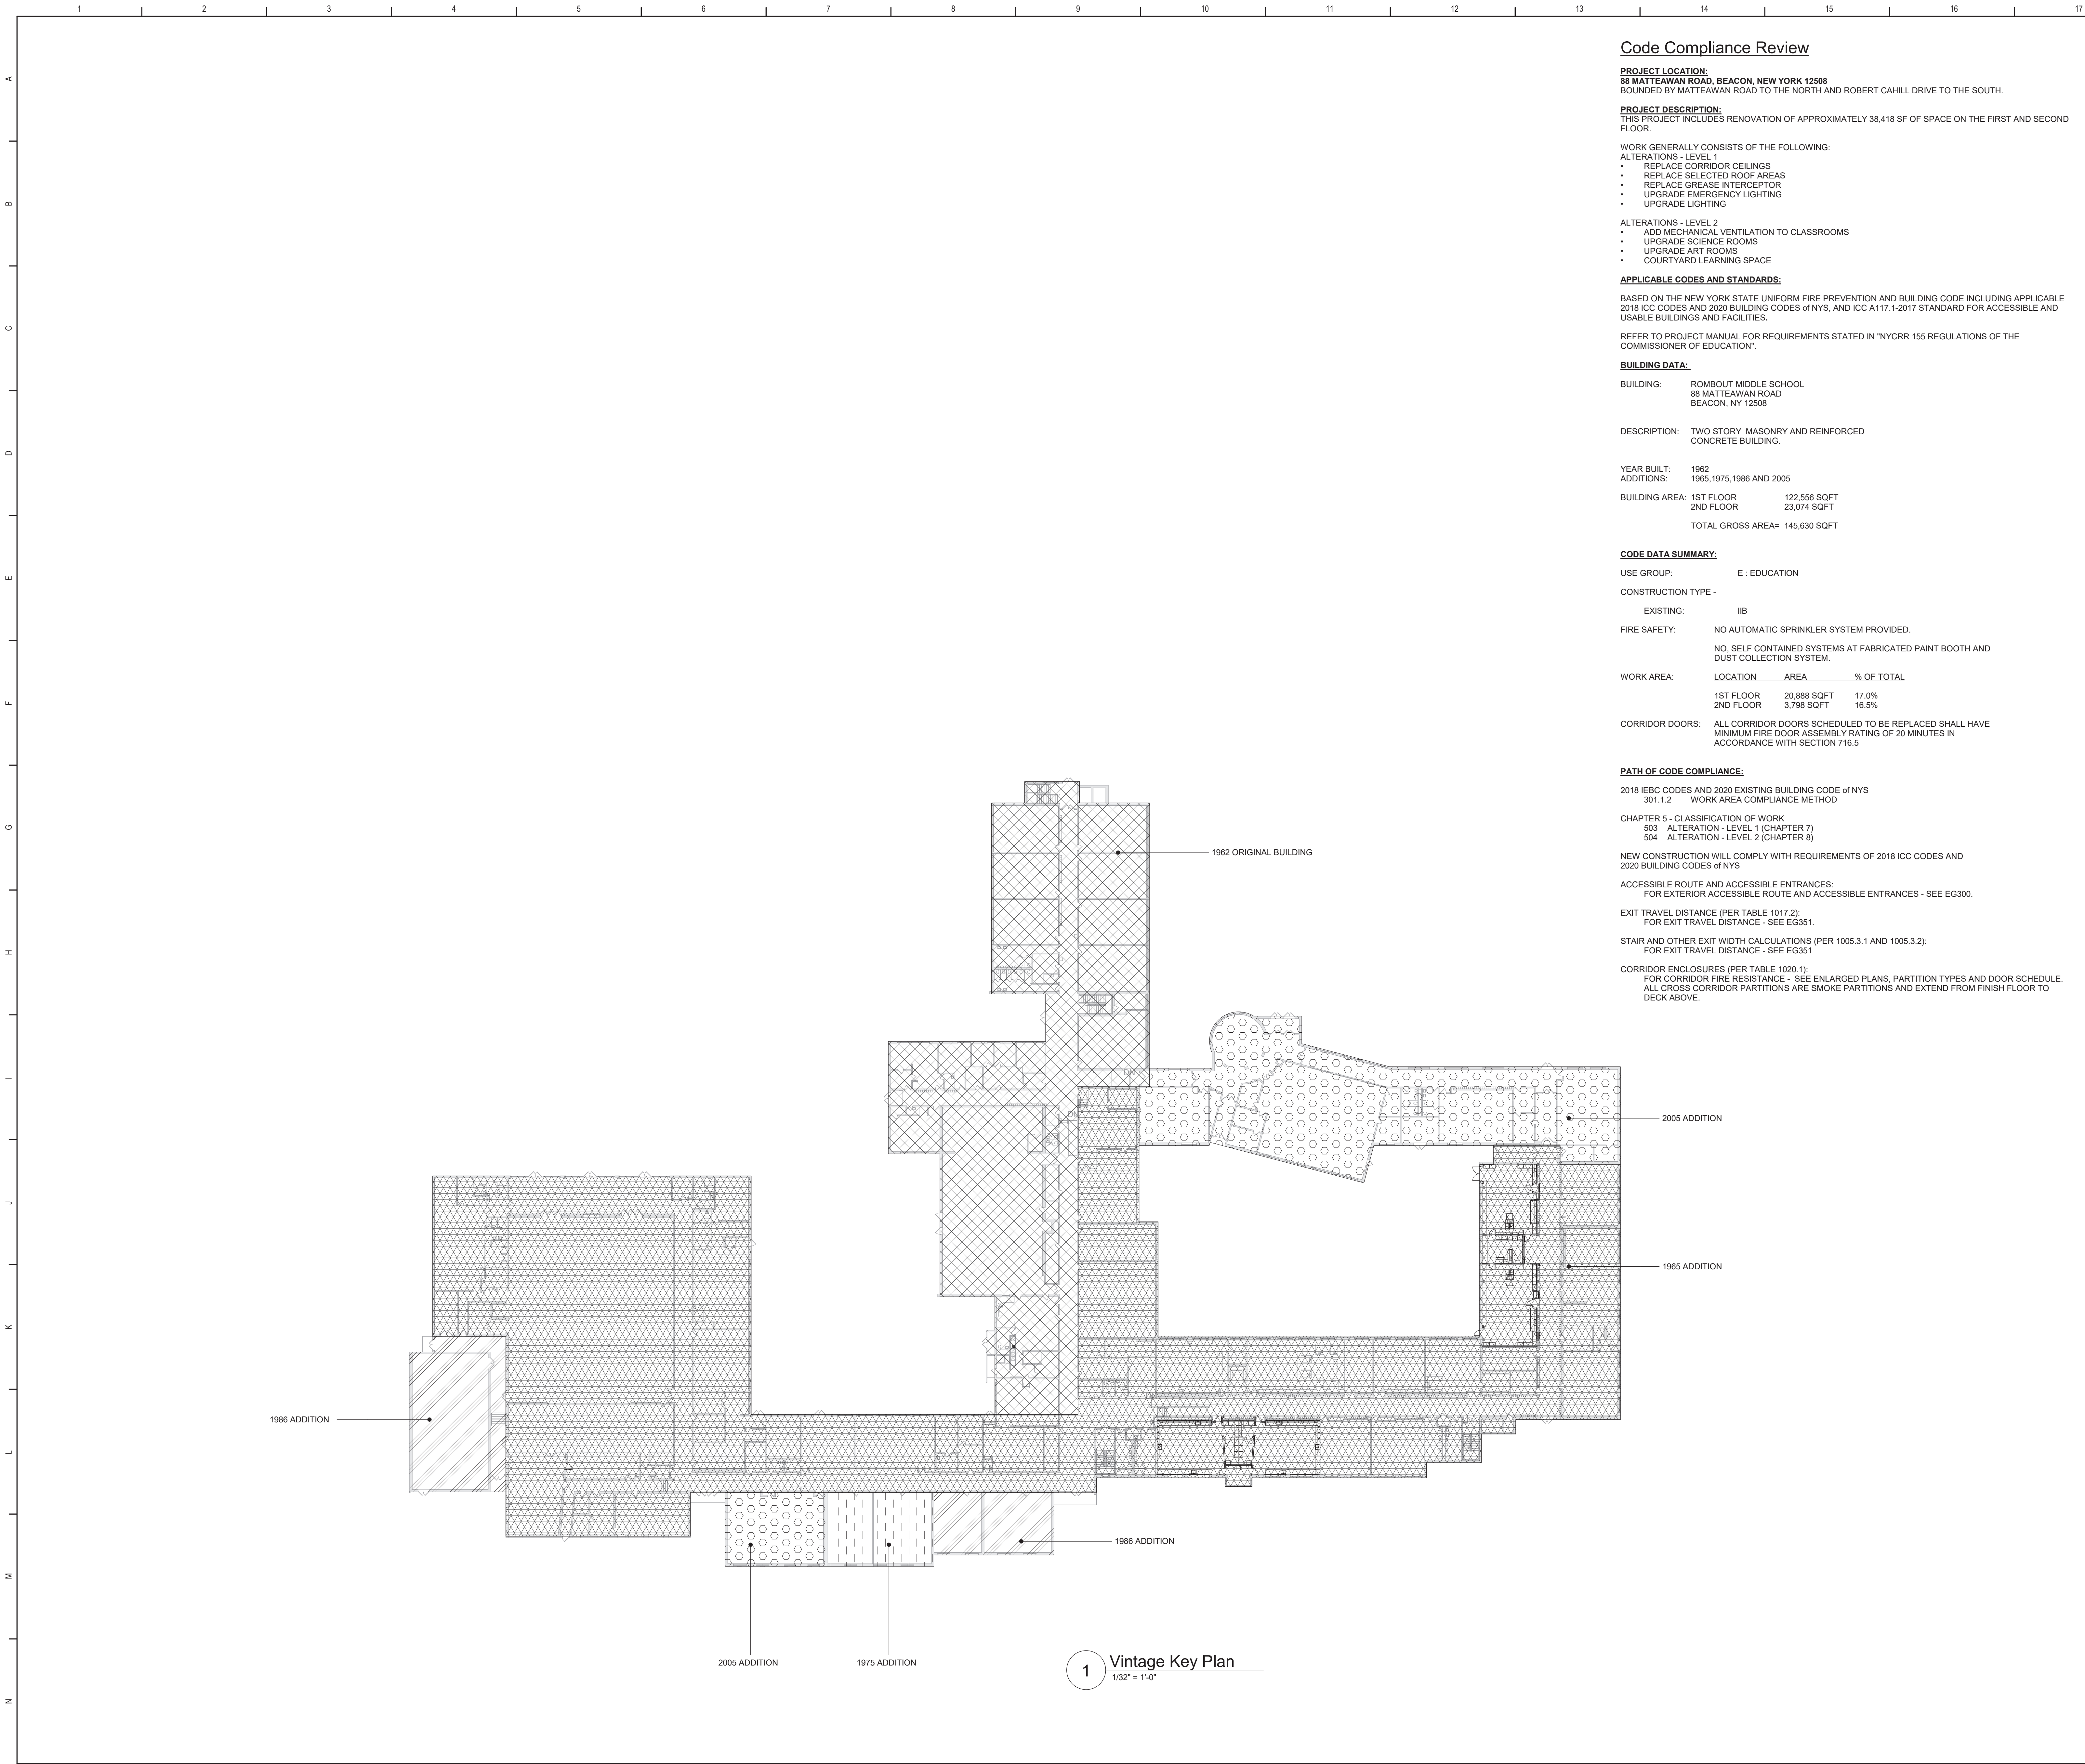 1 2 3 4 5 6 7 8 9 10 11 12 13 14 15 16 17
A
B
C
D
E
F
G
H
I
J
K
L
M
N
Code Compliance Review
PROJECT LOCATION:
88 MATTEAWAN ROAD, BEACON, NEW YORK 12508
BOUNDED BY MATTEAWAN ROAD TO THE NORTH AND ROBERT CAHILL DRIVE TO THE SOUTH.
PROJECT DESCRIPTION:
THIS PROJECT INCLUDES RENOVATION OF APPROXIMATELY 38,418 SF OF SPACE ON THE FIRST AND SECOND
FLOOR.
WORK GENERALLY CONSISTS OF THE FOLLOWING:
ALTERATIONS - LEVEL 1
• REPLACE CORRIDOR CEILINGS
• REPLACE SELECTED ROOF AREAS
• REPLACE GREASE INTERCEPTOR
• UPGRADE EMERGENCY LIGHTING
• UPGRADE LIGHTING
ALTERATIONS - LEVEL 2
• ADD MECHANICAL VENTILATION TO CLASSROOMS
• UPGRADE SCIENCE ROOMS
• UPGRADE ART ROOMS
• COURTYARD LEARNING SPACE
APPLICABLE CODES AND STANDARDS:
BASED ON THE NEW YORK STATE UNIFORM FIRE PREVENTION AND BUILDING CODE INCLUDING APPLICABLE
2018 ICC CODES AND 2020 BUILDING CODES of NYS, AND ICC A117.1-2017 STANDARD FOR ACCESSIBLE AND
USABLE BUILDINGS AND FACILITIES.
REFER TO PROJECT MANUAL FOR REQUIREMENTS STATED IN "NYCRR 155 REGULATIONS OF THE
COMMISSIONER OF EDUCATION".
BUILDING DATA:
BUILDING: ROMBOUT MIDDLE SCHOOL
88 MATTEAWAN ROAD
BEACON, NY 12508
DESCRIPTION: TWO STORY MASONRY AND REINFORCED
CONCRETE BUILDING.
YEAR BUILT: 1962
ADDITIONS: 1965,1975,1986 AND 2005
BUILDING AREA: 1ST FLOOR 122,556 SQFT
2ND FLOOR 23,074 SQFT
TOTAL GROSS AREA= 145,630 SQFT
CODE DATA SUMMARY:
USE GROUP: E : EDUCATION
CONSTRUCTION TYPE -
EXISTING: IIB
FIRE SAFETY: NO AUTOMATIC SPRINKLER SYSTEM PROVIDED.
NO, SELF CONTAINED SYSTEMS AT FABRICATED PAINT BOOTH AND
DUST COLLECTION SYSTEM.
WORK AREA: LOCATION AREA % OF TOTAL
1ST FLOOR 20,888 SQFT 17.0%
2ND FLOOR 3,798 SQFT 16.5%
CORRIDOR DOORS: ALL CORRIDOR DOORS SCHEDULED TO BE REPLACED SHALL HAVE
MINIMUM FIRE DOOR ASSEMBLY RATING OF 20 MINUTES IN
ACCORDANCE WITH SECTION 716.5
PATH OF CODE COMPLIANCE:
2018 IEBC CODES AND 2020 EXISTING BUILDING CODE of NYS
301.1.2 WORK AREA COMPLIANCE METHOD
CHAPTER 5 - CLASSIFICATION OF WORK
503 ALTERATION - LEVEL 1 (CHAPTER 7)
504 ALTERATION - LEVEL 2 (CHAPTER 8)
NEW CONSTRUCTION WILL COMPLY WITH REQUIREMENTS OF 2018 ICC CODES AND
2020 BUILDING CODES of NYS
ACCESSIBLE ROUTE AND ACCESSIBLE ENTRANCES:
FOR EXTERIOR ACCESSIBLE ROUTE AND ACCESSIBLE ENTRANCES - SEE EG300.
EXIT TRAVEL DISTANCE (PER TABLE 1017.2):
FOR EXIT TRAVEL DISTANCE - SEE EG351.
STAIR AND OTHER EXIT WIDTH CALCULATIONS (PER 1005.3.1 AND 1005.3.2):
FOR EXIT TRAVEL DISTANCE - SEE EG351
CORRIDOR ENCLOSURES (PER TABLE 1020.1):
FOR CORRIDOR FIRE RESISTANCE - SEE ENLARGED PLANS, PARTITION TYPES AND DOOR SCHEDULE.
ALL CROSS CORRIDOR PARTITIONS ARE SMOKE PARTITIONS AND EXTEND FROM FINISH FLOOR TO
DECK ABOVE.
1962 ORIGINAL BUILDING
DN
2005 ADDITION
1965 ADDITION
1986 ADDITION
1986 ADDITION
2005 ADDITION
1975 ADDITION
1 Vintage Key Plan
1/32" = 1'-0"